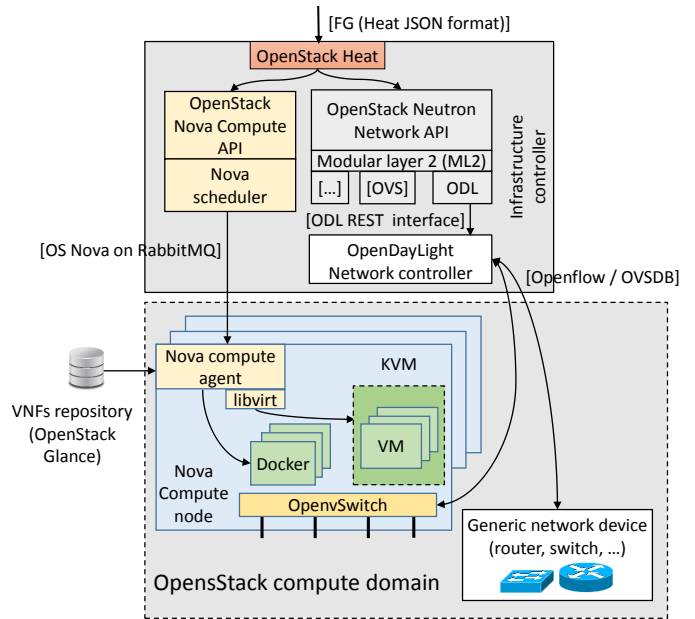 [FG (Heat JSON format)]
OpenStack Heat
OpenStack
Nova Compute
API
Nova
scheduler
OpenStack Neutron
Network API
Modular layer 2 (ML2)
[…]
[OVS]
ODL
Infrastructure
controller
[ODL REST interface]
[OS Nova on RabbitMQ]
OpenDayLight
Network controller
[Openflow / OVSDB]
Nova compute
agent
libvirt
KVM
VNFs repository
(OpenStack
Glance)
Docker
VM
Nova
Compute
node
OpenvSwitch
Generic network device
(router, switch, …)
OpensStack compute domain